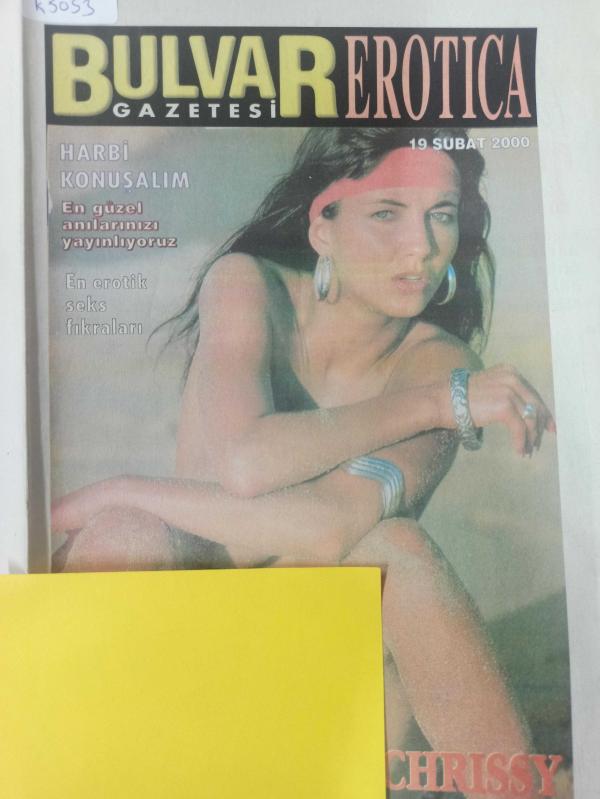 K5053
BULVAR EROTICA
GAZETESİ
19 ŞUBAT 2000
HARBİ
KONUŞALIM
En güzel
anılarınızı
yayınlıyoruz
En erotik
seks
fıkraları
CHRISSY